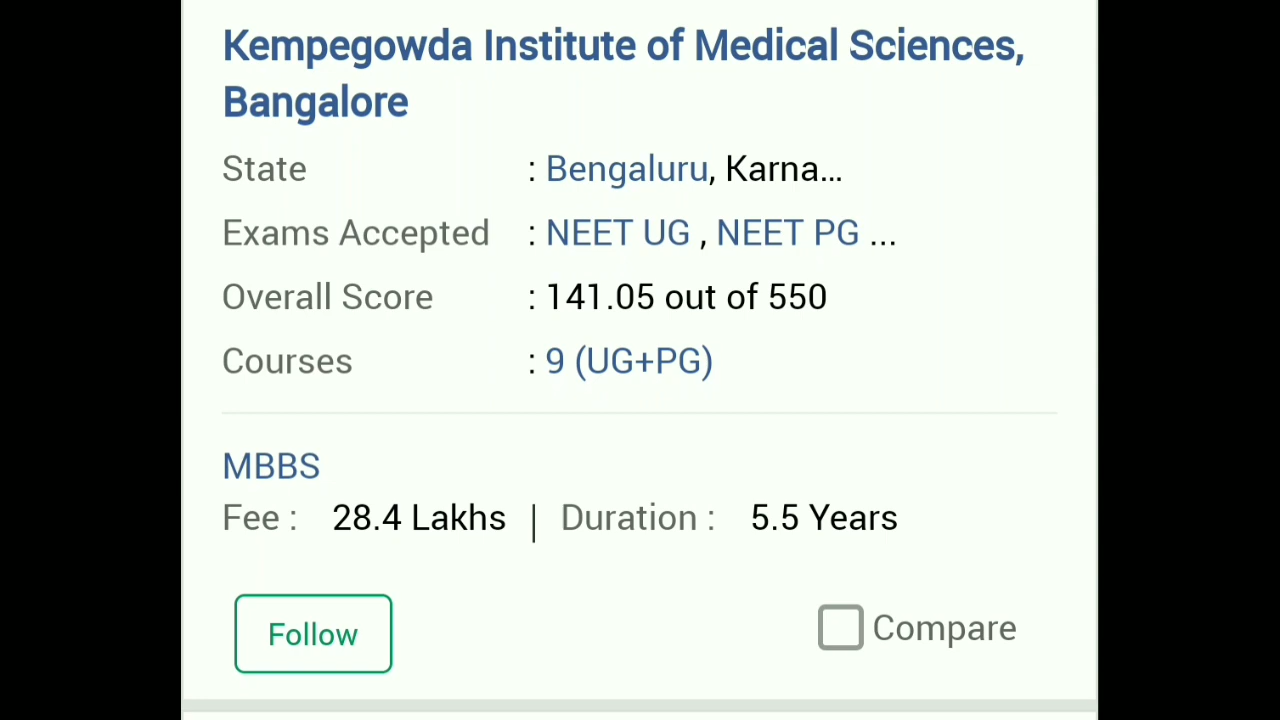 Kempegowda Institute of Medical Sciences,
Bangalore
State : Bengaluru, Karna...
Exams Accepted : NEET UG , NEET PG ...
Overall Score : 141.05 out of 550
Courses : 9 (UG+PG)
MBBS
Fee : 28.4 Lakhs | Duration : 5.5 Years
Follow Compare